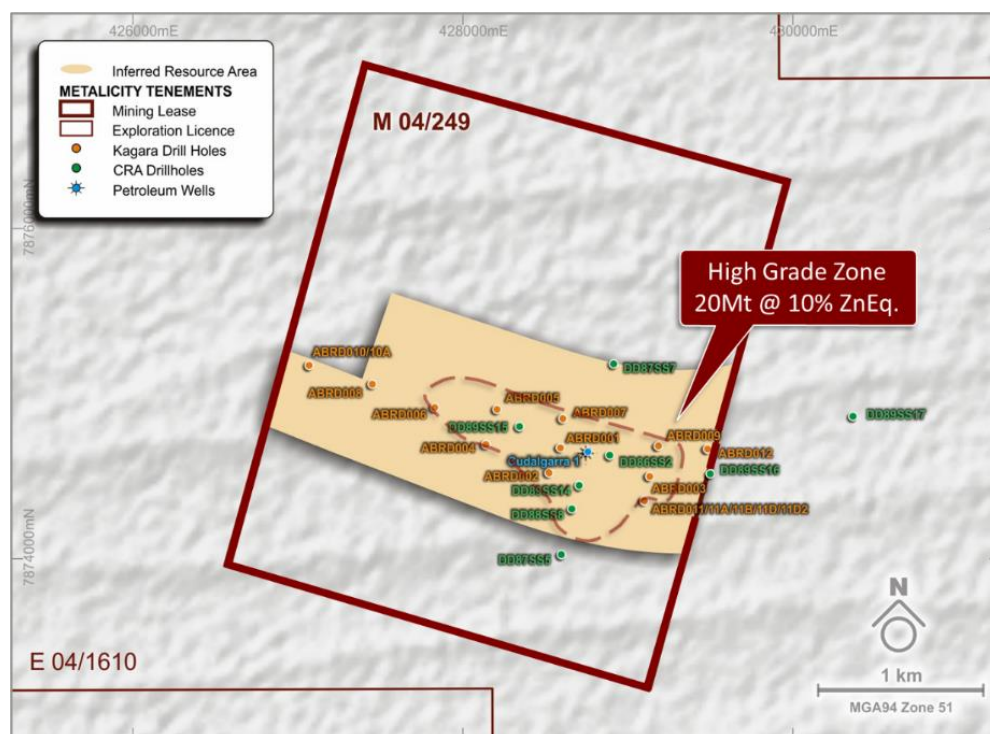 426000mE
428000mE
430000mE
Inferred Resource Area
METALICITY TENEMENTS
Mining Lease
Exploration Licence
Kagara Drill Holes
CRA Drillholes
Petroleum Wells
M 04/249
7876000mN
High Grade Zone
20Mt @ 10% ZnEq.
ABRD010/10A
DD87SS7
ABRD008
ABRD005
ABRD006
ABRD007
DD89SS15
DD89SS17
ABRD004
ABRD001
ABRD009
ABRD012
Cudalgarra 1
DD86SS2
ABRD002
DD89SS16
ABRD003
DD89SS14
ABRD011/11A/11B/11D/11D2
7874000mN
E 04/1610
N
1 km
MGA94 Zone 51